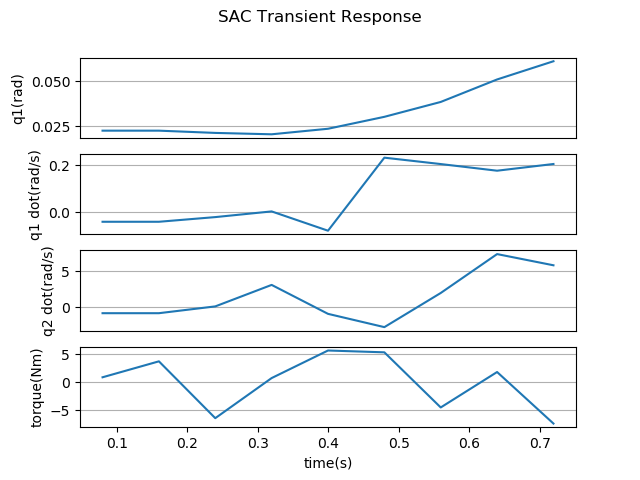 SAC Transient Response
q1(rad)
0.050
0.025
q1 dot(rad/s)
0.2
0.0
q2 dot(rad/s)
5
0
torque(Nm)
5
0
−5
0.1 0.2 0.3 0.4 0.5 0.6 0.7
time(s)